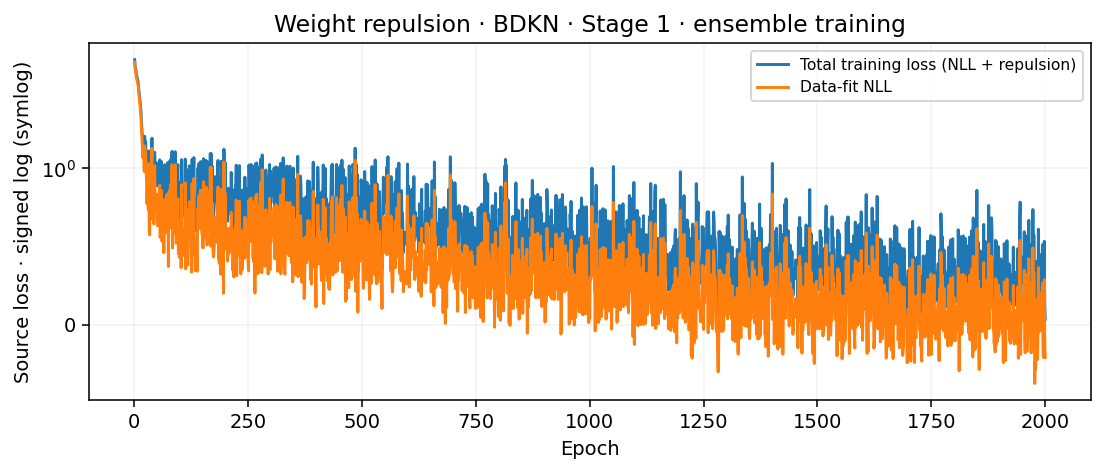 Weight repulsion · BDKN · Stage 1 · ensemble training
Total training loss (NLL + repulsion)
Data-fit NLL
Source loss · signed log (symlog)
10⁰
0
0 250 500 750 1000 1250 1500 1750 2000
Epoch